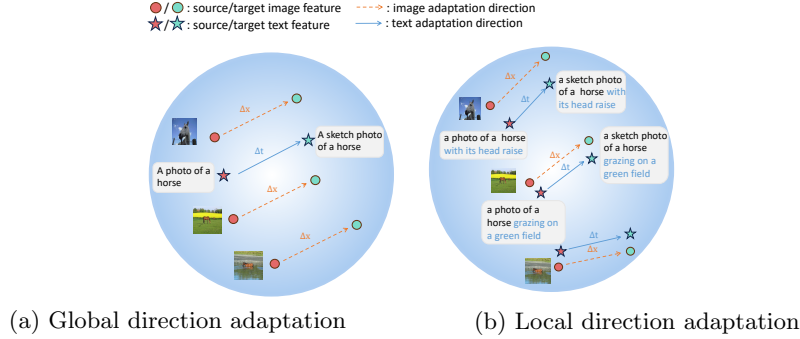 / : source/target image feature
: image adaptation direction
/ : source/target text feature
: text adaptation direction
Δx
Δt
A sketch photo
of a horse
A photo of a
horse
Δx
Δx
(a) Global direction adaptation
a sketch photo
of a horse with
its head raise
Δx
Δt
a photo of a horse
with its head raise
a sketch photo
of a horse
grazing on a
green field
Δx
Δt
a photo of a
horse grazing on
a green field
Δt
Δx
(b) Local direction adaptation